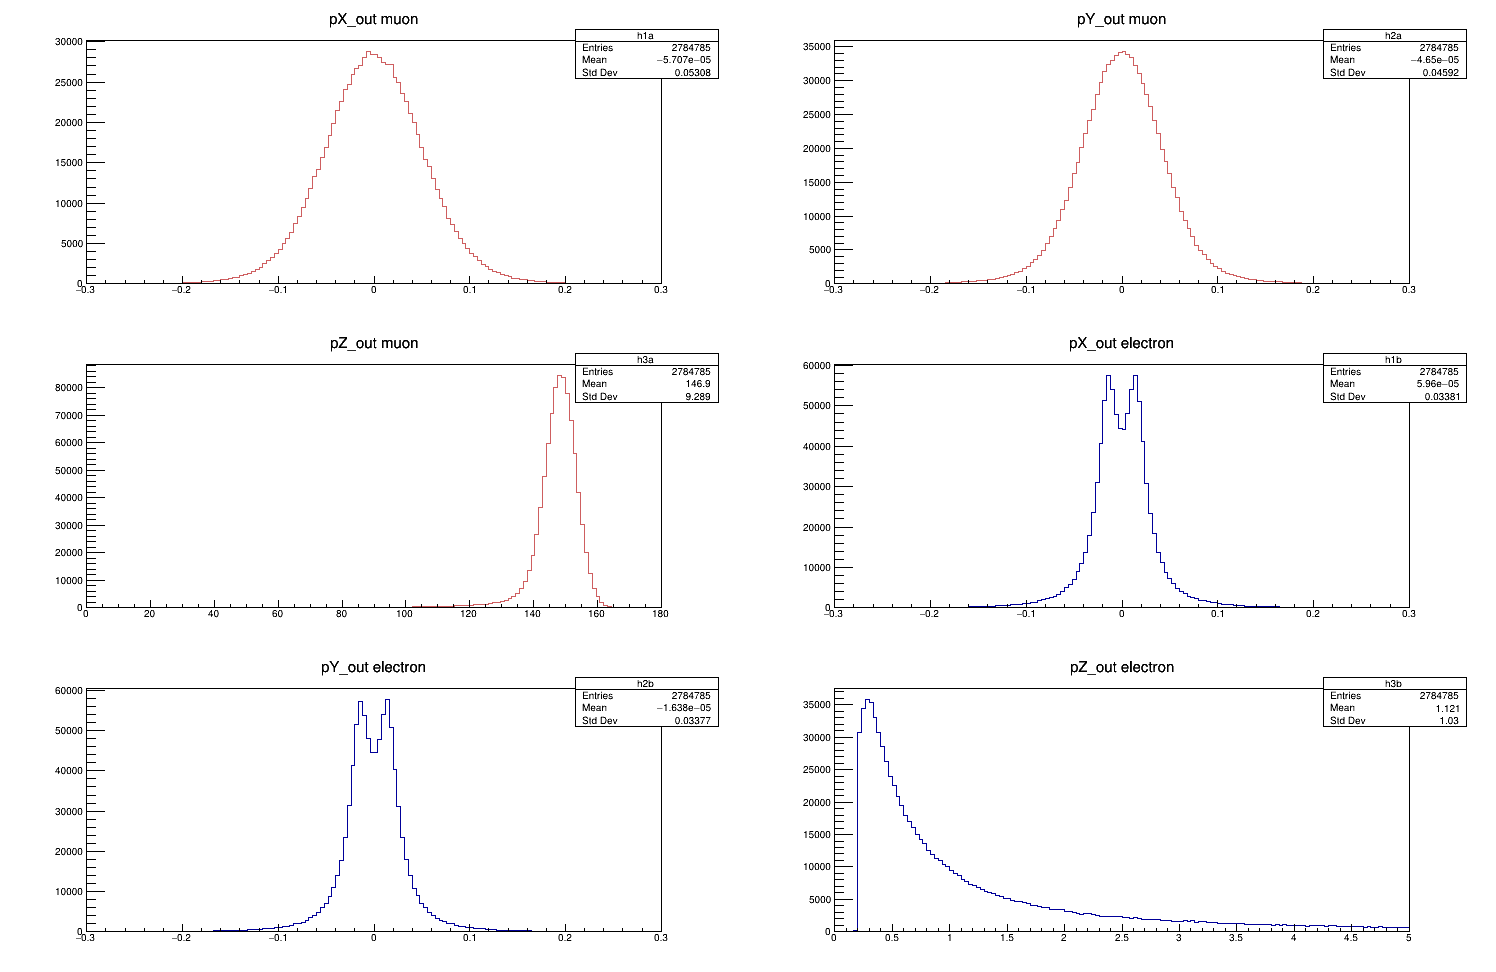 pX_out muon
h1a
Entries 2784785
Mean −5.707e−05
Std Dev 0.05308
30000
25000
20000
15000
10000
5000
0
−0.3 −0.2 −0.1 0 0.1 0.2 0.3
pY_out muon
h2a
Entries 2784785
Mean −4.65e−05
Std Dev 0.04592
35000
30000
25000
20000
15000
10000
5000
0
−0.3 −0.2 −0.1 0 0.1 0.2 0.3
pZ_out muon
h3a
Entries 2784785
Mean 146.9
Std Dev 9.289
80000
70000
60000
50000
40000
30000
20000
10000
0
0 20 40 60 80 100 120 140 160 180
pX_out electron
h1b
Entries 2784785
Mean 5.96e−05
Std Dev 0.03381
60000
50000
40000
30000
20000
10000
0
−0.3 −0.2 −0.1 0 0.1 0.2 0.3
pY_out electron
h2b
Entries 2784785
Mean −1.638e−05
Std Dev 0.03377
60000
50000
40000
30000
20000
10000
0
−0.3 −0.2 −0.1 0 0.1 0.2 0.3
pZ_out electron
h3b
Entries 2784785
Mean 1.121
Std Dev 1.03
35000
30000
25000
20000
15000
10000
5000
0
0 0.5 1 1.5 2 2.5 3 3.5 4 4.5 5